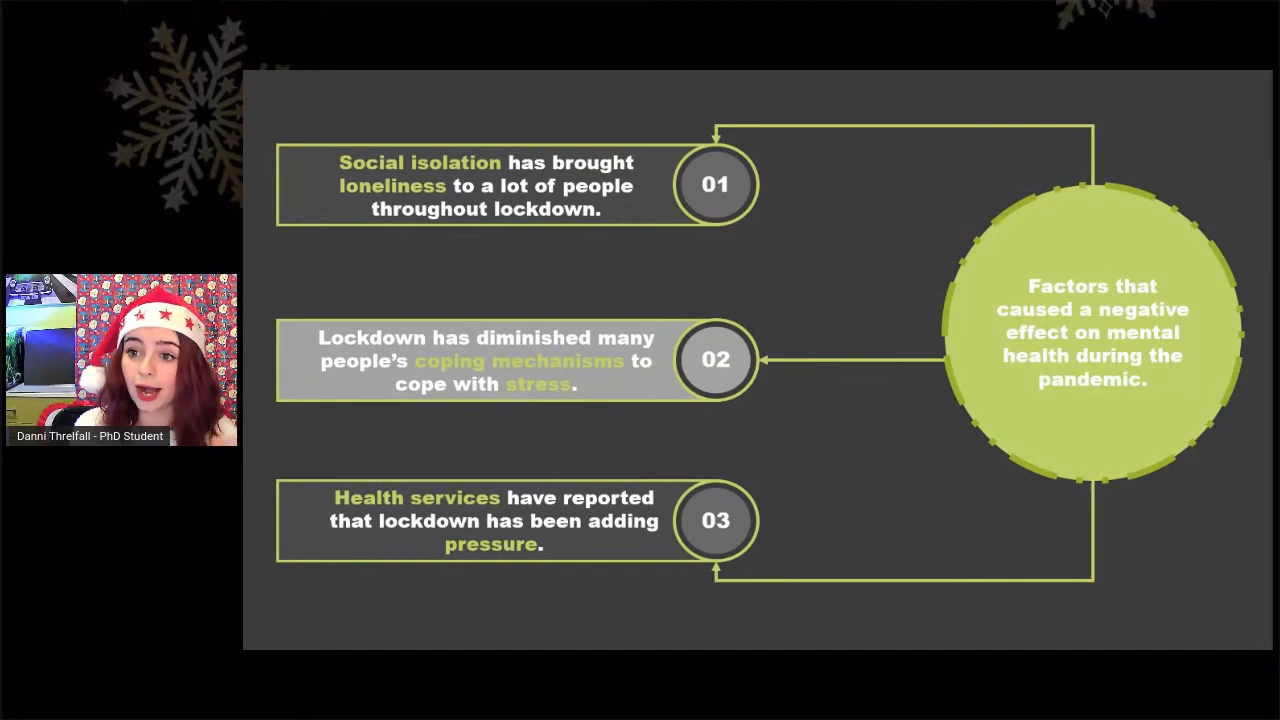 Social isolation has brought
loneliness to a lot of people
throughout lockdown.
01
Lockdown has diminished many
people’s coping mechanisms to
cope with stress.
02
Health services have reported
that lockdown has been adding
pressure.
03
Factors that
caused a negative
effect on mental
health during the
pandemic.
Danni Threlfall - PhD Student